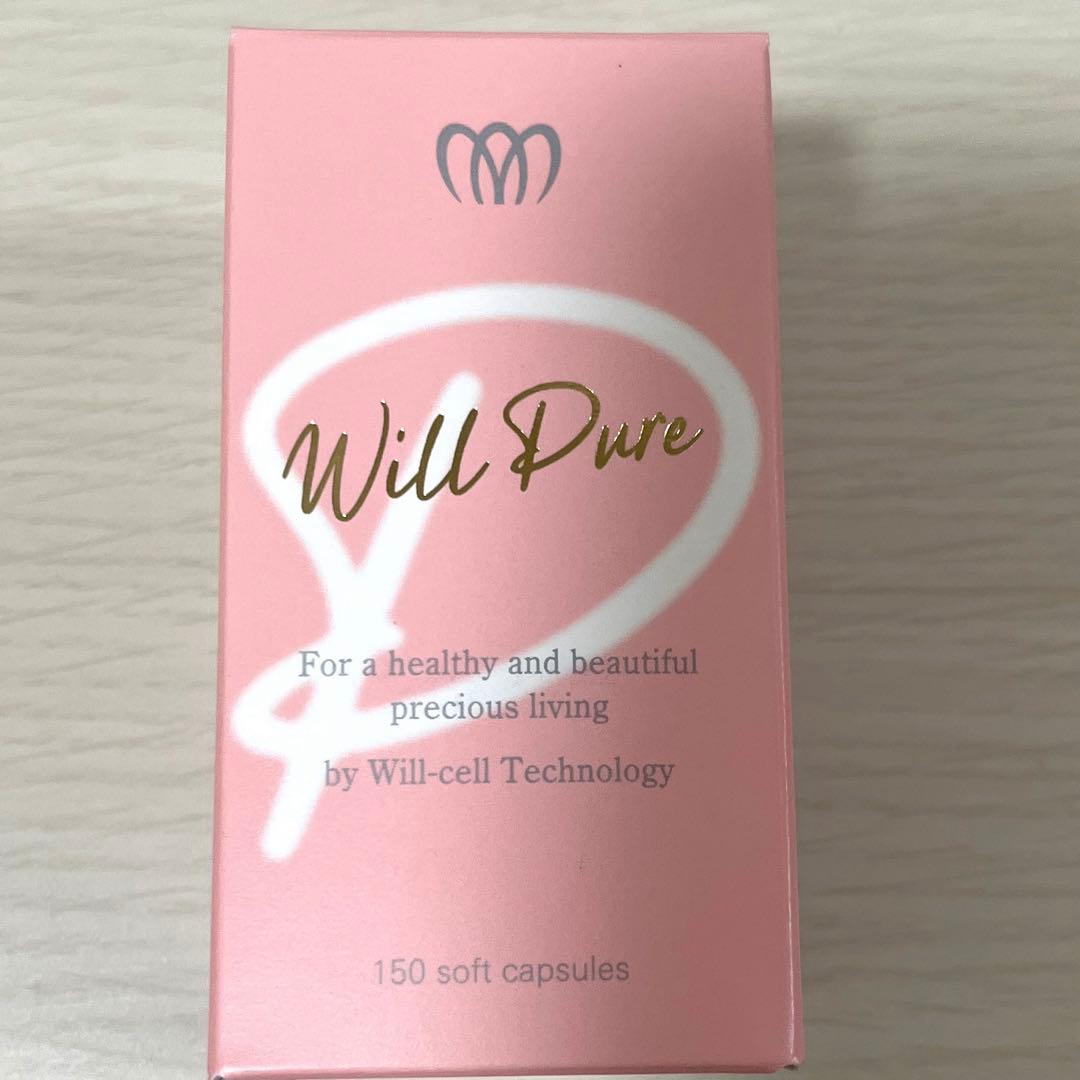 Will Pure
For a healthy and beautiful
precious living
by Will-cell Technology
150 soft capsules